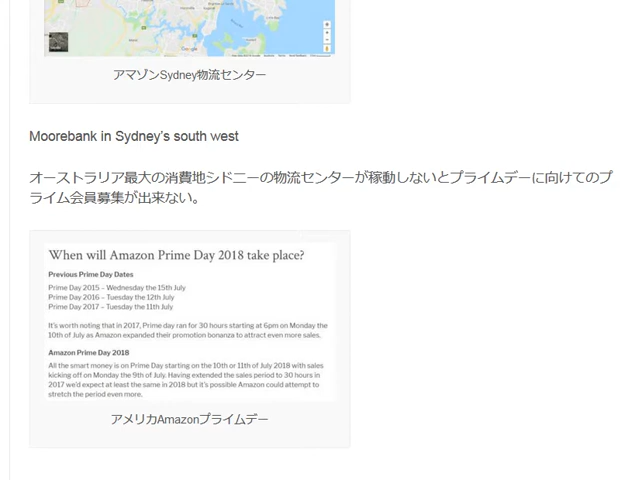 Google
アマゾンSydney物流センター
Moorebank in Sydney's south west
オーストラリア最大の消費地シドニーの物流センターが稼動しないとプライムデーに向けてのプ
ライム会員募集が出来ない。
When will Amazon Prime Day 2018 take place?
Previous Prime Day Dates
Prime Day 2015 – Wednesday the 15th July
Prime Day 2016 – Tuesday the 12th July
Prime Day 2017 – Tuesday the 11th July
It's worth noting that in 2017, Prime day ran for 30 hours starting at 6pm on Monday the
10th of July as Amazon expanded their promotion bonanza to attract even more sales.
Amazon Prime Day 2018
All the smart money is on Prime Day starting on the 10th or 11th of July 2018 with sales
kicking off on Monday the 9th of July. Having extended the sales period to 30 hours in
2017 we'd expect at least the same in 2018 but it's possible Amazon could attempt to
stretch the period even more.
アメリカAmazonプライムデー